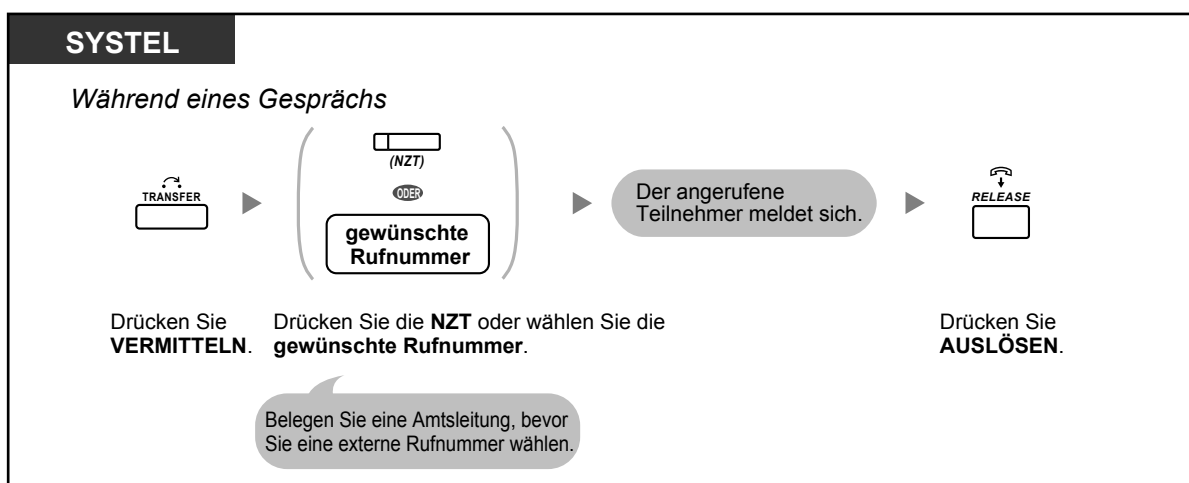 SYSTEL
Während eines Gesprächs
TRANSFER
(NZT)
ODER
gewünschte
Rufnummer
Der angerufene
Teilnehmer meldet sich.
RELEASE
Drücken Sie
VERMITTELN.
Drücken Sie die NZT oder wählen Sie die
gewünschte Rufnummer.
Drücken Sie
AUSLÖSEN.
Belegen Sie eine Amtsleitung, bevor
Sie eine externe Rufnummer wählen.